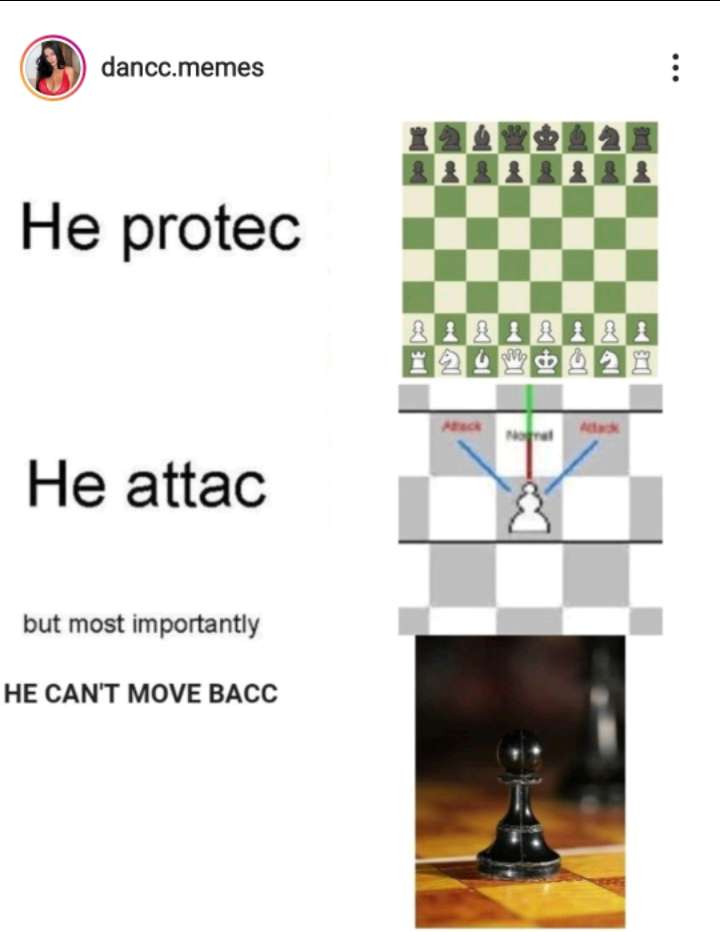 dancc.memes
He protec
He attac
Attack Normal Attack
but most importantly
HE CAN'T MOVE BACC